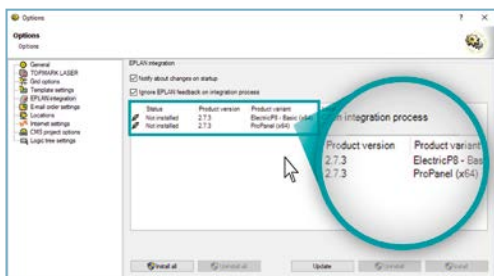 Options
? ×
Options
Options
General
TOPMARK LASER
Grid options
Template settings
EPLAN integration
E-mail order settings
Locations
Internet settings
CMS project options
Logic tree settings
EPLAN integration
Notify about changes on startup
Ignore EPLAN feedback on integration process
Status Product version Product variant
Not installed 2.7.3 ElectricP8 - Basic (x64)
Not installed 2.7.3 ProPanel (x64)
n integration process
Product version Product variant
2.7.3 ElectricP8 - Bas
2.7.3 ProPanel (x64)
Install all Uninstall all Update Uninstall Install